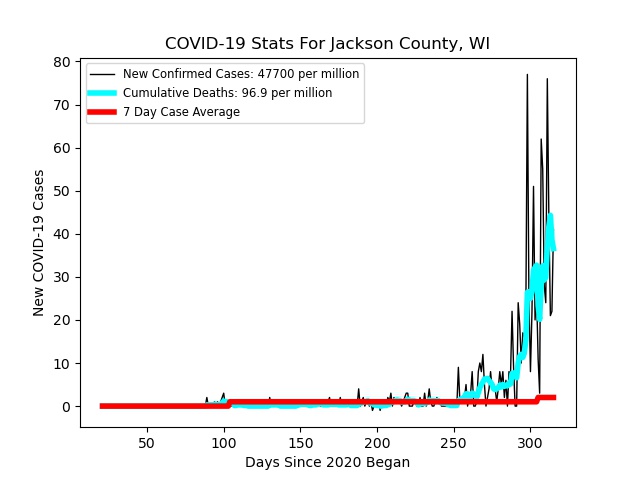 COVID-19 Stats For Jackson County, WI
New Confirmed Cases: 47700 per million
Cumulative Deaths: 96.9 per million
7 Day Case Average
80
70
60
50
40
30
20
10
0
New COVID-19 Cases
50 100 150 200 250 300
Days Since 2020 Began